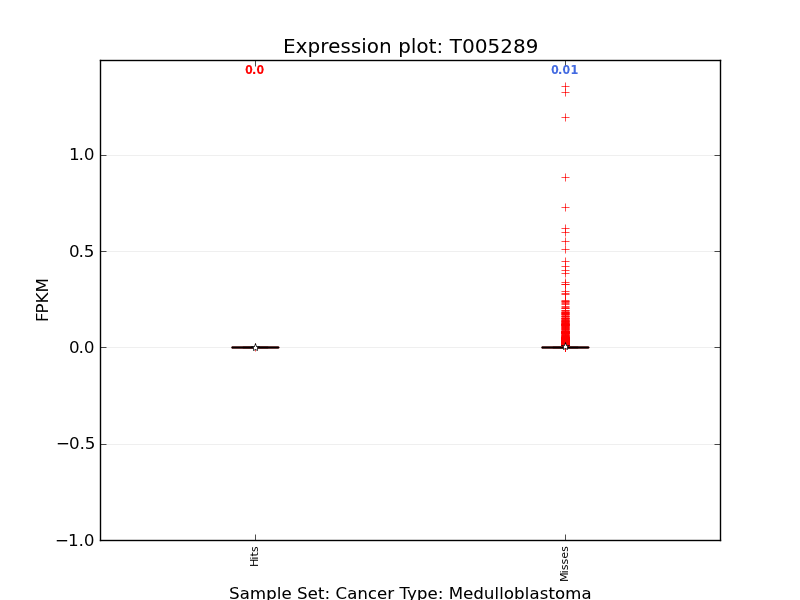 Expression plot: T005289
0.0
0.01
1.0
0.5
0.0
−0.5
−1.0
FPKM
Hits
Misses
Sample Set: Cancer Type: Medulloblastoma